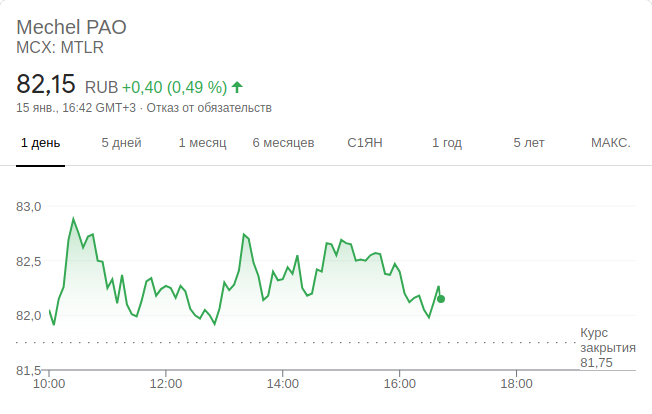 Mechel PAO
MCX: MTLR
82,15 RUB +0,40 (0,49 %)
15 янв., 16:42 GMT+3 · Отказ от обязательств
1 день 5 дней 1 месяц 6 месяцев С1ЯН 1 год 5 лет МАКС.
83,0
82,5
82,0
Курс
закрытия
81,75
81,5
10:00 12:00 14:00 16:00 18:00